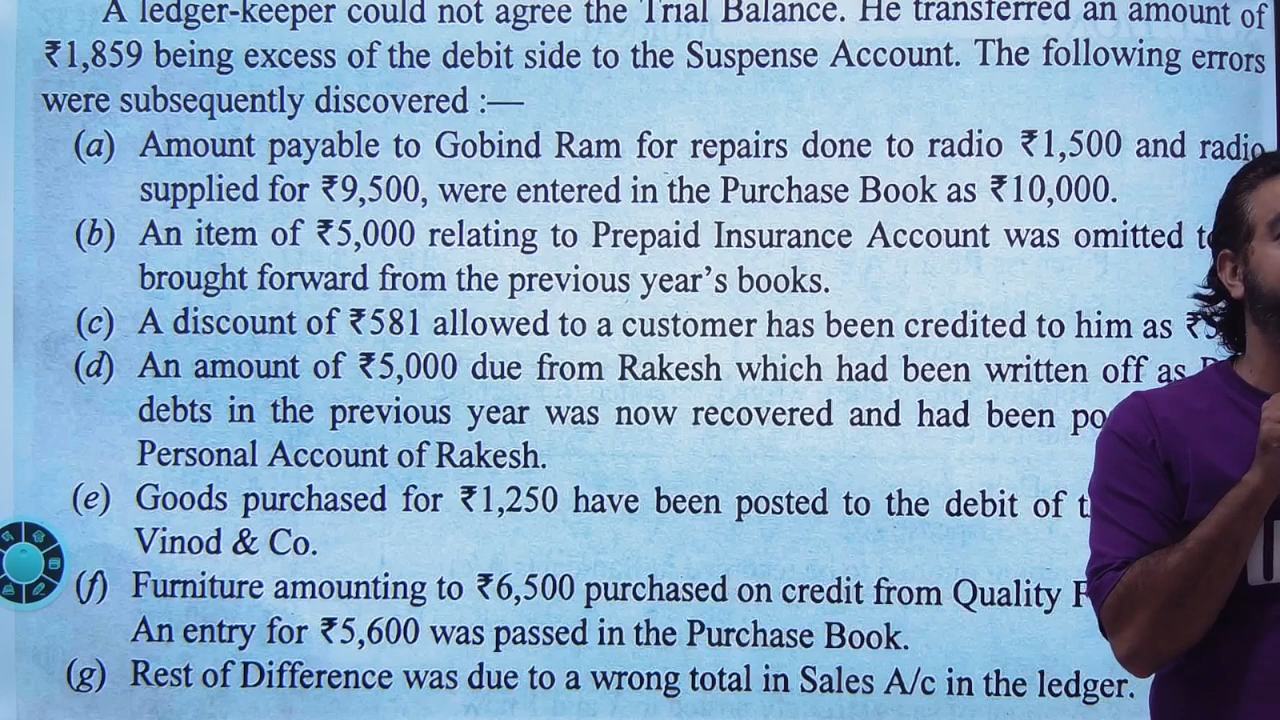 A ledger-keeper could not agree the Trial Balance. He transferred an amount of
₹1,859 being excess of the debit side to the Suspense Account. The following errors
were subsequently discovered :—
(a) Amount payable to Gobind Ram for repairs done to radio ₹1,500 and radio
supplied for ₹9,500, were entered in the Purchase Book as ₹10,000.
(b) An item of ₹5,000 relating to Prepaid Insurance Account was omitted
brought forward from the previous year’s books.
(c) A discount of ₹581 allowed to a customer has been credited to him as
(d) An amount of ₹5,000 due from Rakesh which had been written off as
debts in the previous year was now recovered and had been
Personal Account of Rakesh.
(e) Goods purchased for ₹1,250 have been posted to the debit of
Vinod & Co.
(f) Furniture amounting to ₹6,500 purchased on credit from Quality
An entry for ₹5,600 was passed in the Purchase Book.
(g) Rest of Difference was due to a wrong total in Sales A/c in the ledger.